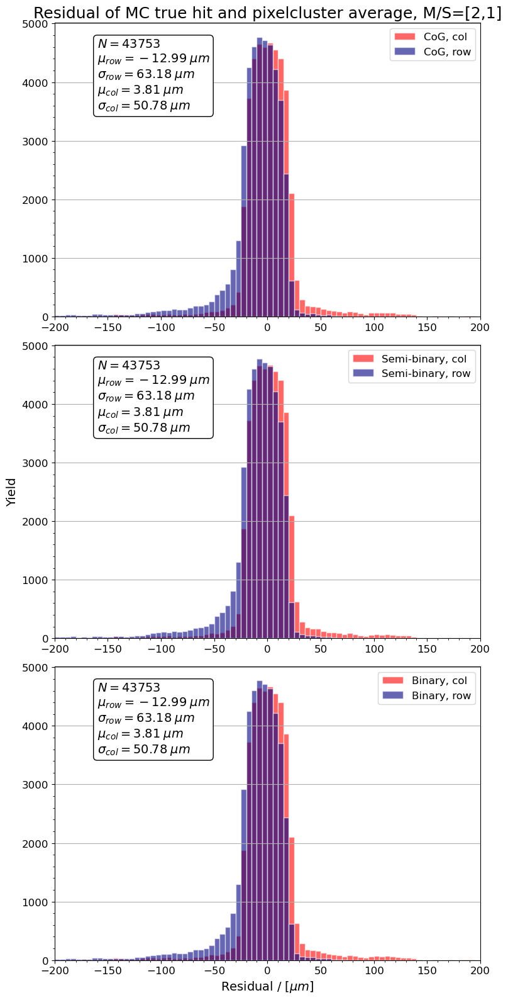 Residual of MC true hit and pixelcluster average, M/S=[2,1]
5000
4000
3000
2000
1000
0
N = 43753
μrow = −12.99 μm
σrow = 63.18 μm
μcol = 3.81 μm
σcol = 50.78 μm
CoG, col
CoG, row
−200 −150 −100 −50 0 50 100 150 200
5000
4000
3000
2000
1000
0
N = 43753
μrow = −12.99 μm
σrow = 63.18 μm
μcol = 3.81 μm
σcol = 50.78 μm
Semi-binary, col
Semi-binary, row
Yield
−200 −150 −100 −50 0 50 100 150 200
5000
4000
3000
2000
1000
0
N = 43753
μrow = −12.99 μm
σrow = 63.18 μm
μcol = 3.81 μm
σcol = 50.78 μm
Binary, col
Binary, row
−200 −150 −100 −50 0 50 100 150 200
Residual / [μm]